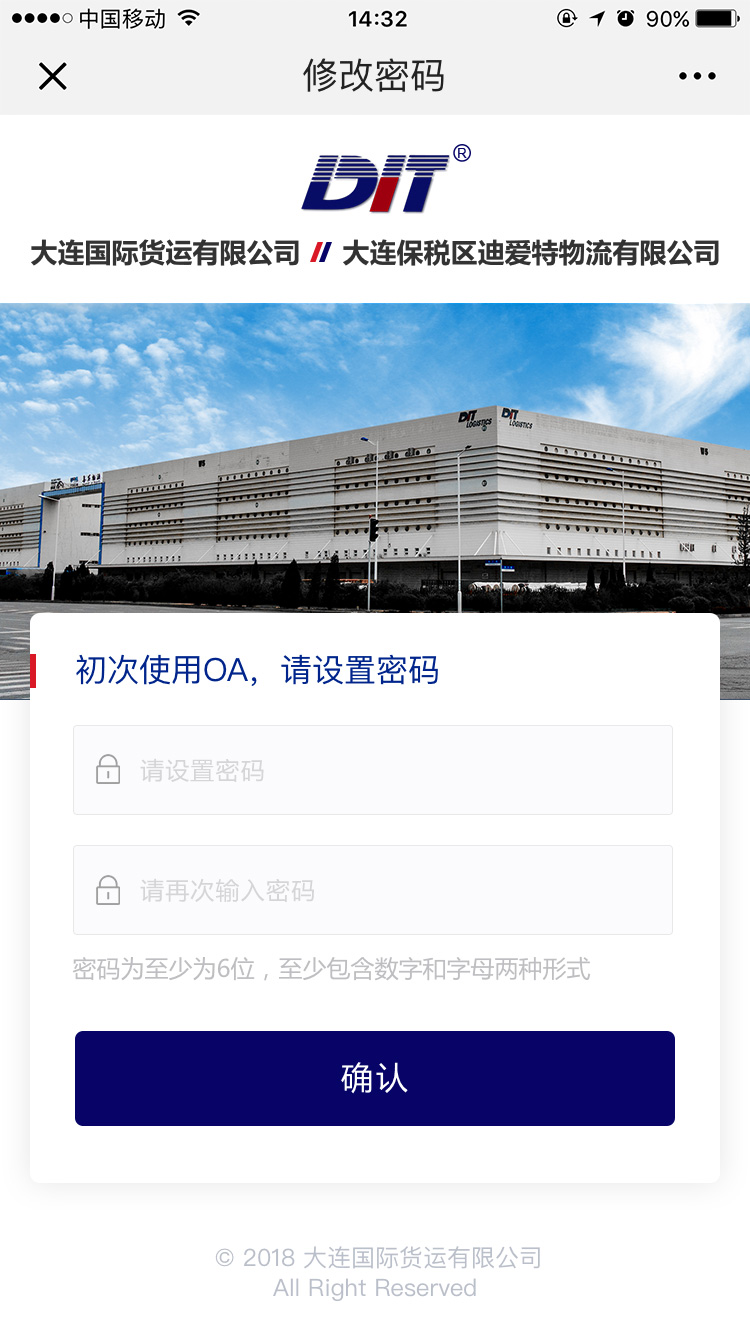 中国移动 14:32 90%
修改密码
DIT®
大连国际货运有限公司 // 大连保税区迪爱特物流有限公司
DIT LOGISTICS DIT LOGISTICS
初次使用OA，请设置密码
请设置密码
请再次输入密码
密码为至少为6位，至少包含数字和字母两种形式
确认
© 2018 大连国际货运有限公司
All Right Reserved